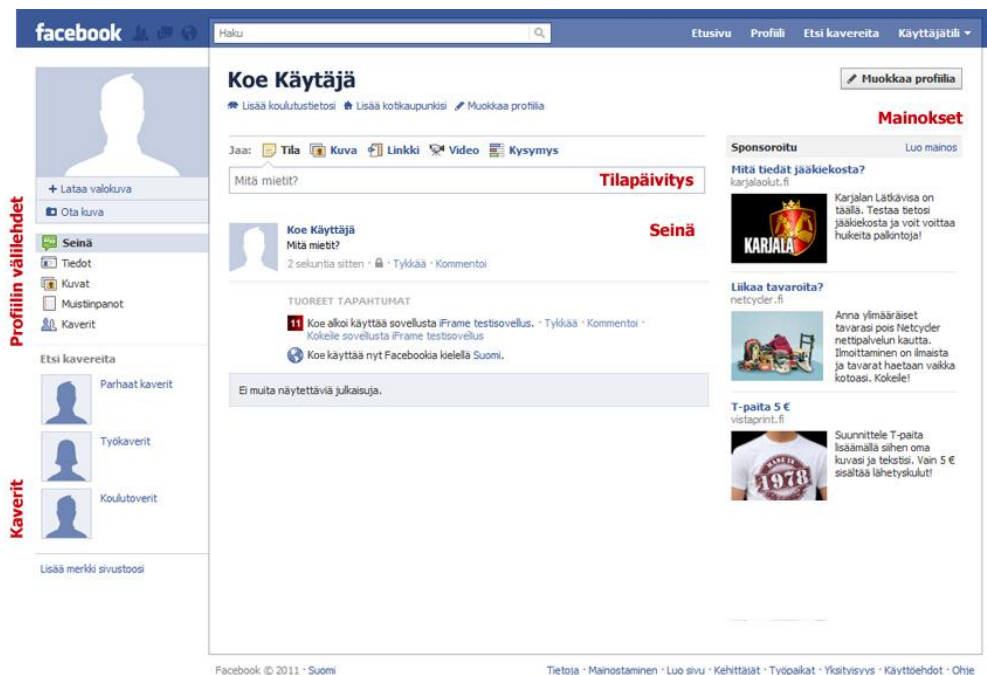 facebook
Haku
Etusivu Profiili Etsi kavereita Käyttäjätili
Koe Käytäjä
Muokkaa profiilia
Lisää koulutustietosi Lisää kotikaupunkisi Muokkaa profiilia
Mainokset
Jaa: Tila Kuva Linkki Video Kysymys
Mitä mietit?
Tilapäivitys
Koe Käyttäjä
Seinä
Mitä mietit?
2 sekuntia sitten · Tykkää · Kommentoi
TUOREET TAPAHTUMAT
11 Koe alkoi käyttää sovellusta iFrame testisovellus. · Tykkää · Kommentoi ·
Kokeile sovellusta iFrame testisovellus
Koe käyttää nyt Facebookia kielellä Suomi.
Ei muita näytettäviä julkaisuja.
Profiilin välilehdet
+ Lataa valokuva
Ota kuva
Seinä
Tiedot
Kuvat
Muistiinpanot
Kaverit
Etsi kavereita
Parhaat kaverit
Työkaverit
Koulutoverit
Kaverit
Lisää merkki sivustoosi
Sponsoroitu Luo mainos
Mitä tiedät jääkiekosta?
karjalaolut.fi
KARJALA
Karjalan Lätkävisa on
täällä. Testaa tietosi
jääkiekosta ja voit voittaa
huikeita palkintoja!
Liikaa tavaroita?
netcycler.fi
Anna ylimääräiset
tavarasi pois Netcycler
nettipalvelun kautta.
Ilmoittaminen on ilmaista
ja tavarat haetaan vaikka
kotoasi. Kokeile!
T-paita 5 €
vistaprint.fi
MADE IN
1978
Suunnittele T-paita
lisäämällä siihen oma
kuvasi ja tekstisi. Vain 5 €
sisältää lähetyskulut!
Facebook © 2011 · Suomi
Tietoja · Mainostaminen · Luo sivu · Kehittäjät · Työpaikat · Yksityisyys · Käyttöehdot · Ohje